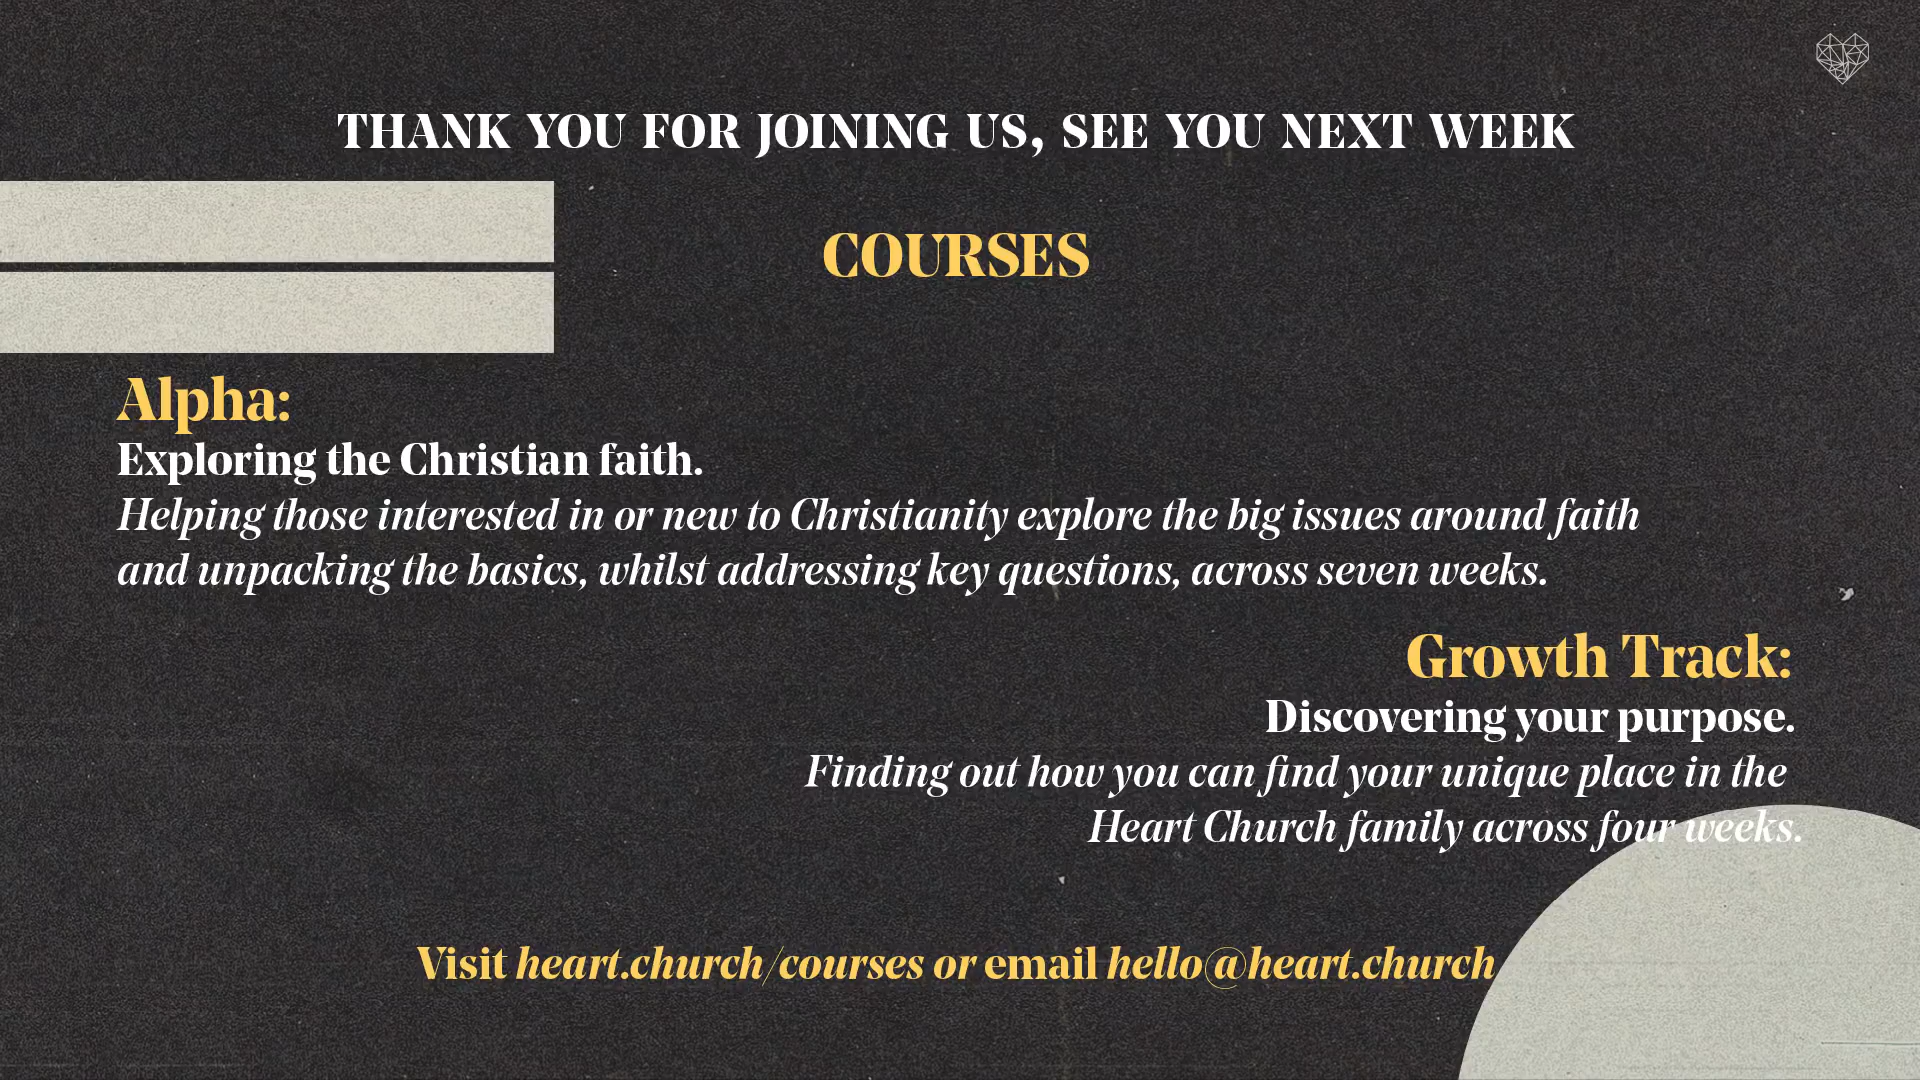 THANK YOU FOR JOINING US, SEE YOU NEXT WEEK
COURSES
Alpha:
Exploring the Christian faith.
Helping those interested in or new to Christianity explore the big issues around faith
and unpacking the basics, whilst addressing key questions, across seven weeks.
Growth Track:
Discovering your purpose.
Finding out how you can find your unique place in the
Heart Church family across four weeks.
Visit heart.church/courses or email hello@heart.church